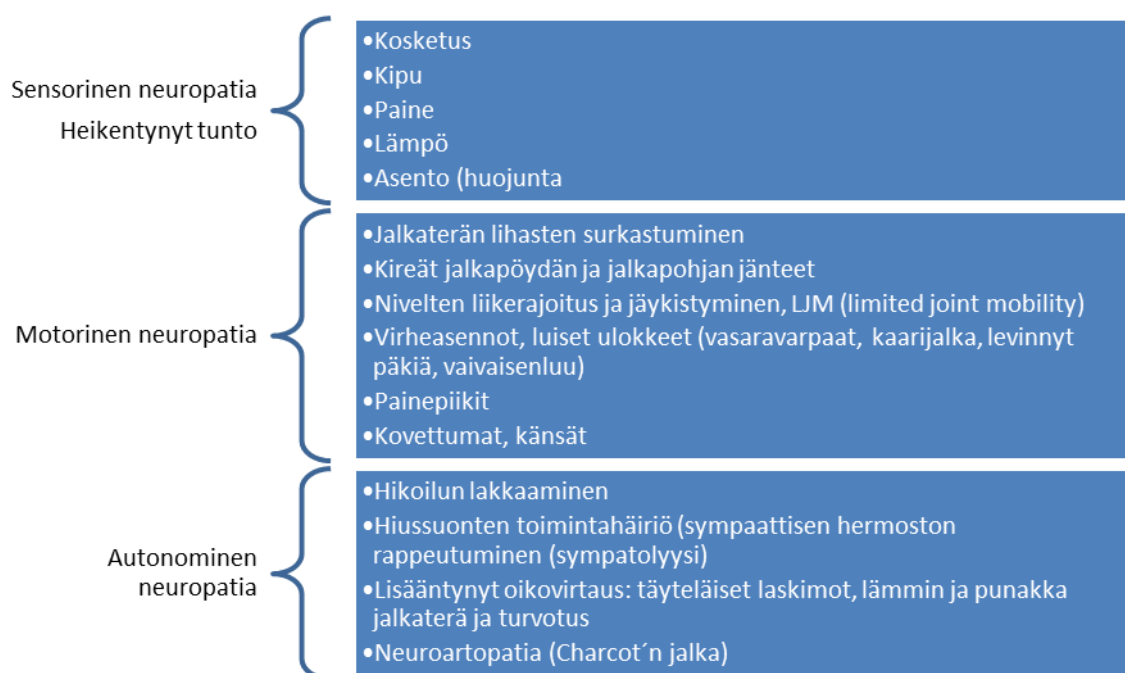 Sensorinen neuropatia
Heikentynyt tunto
•Kosketus
•Kipu
•Paine
•Lämpö
•Asento (huojunta
Motorinen neuropatia
•Jalkaterän lihasten surkastuminen
•Kireät jalkapöydän ja jalkapohjan jänteet
•Nivelten liikerajoitus ja jäykistyminen, LJM (limited joint mobility)
•Virheasennot, luiset ulokkeet (vasaravarpaat, kaarijalka, levinnyt
päkiä, vaivaisenluu)
•Painepiikit
•Kovettumat, känsät
Autonominen
neuropatia
•Hikoilun lakkaaminen
•Hiussuonten toimintahäiriö (sympaattisen hermoston
rappeutuminen (sympatolyysi)
•Lisääntynyt oikovirtaus: täyteläiset laskimot, lämmin ja punakka
jalkaterä ja turvotus
•Neuroartopatia (Charcot´n jalka)